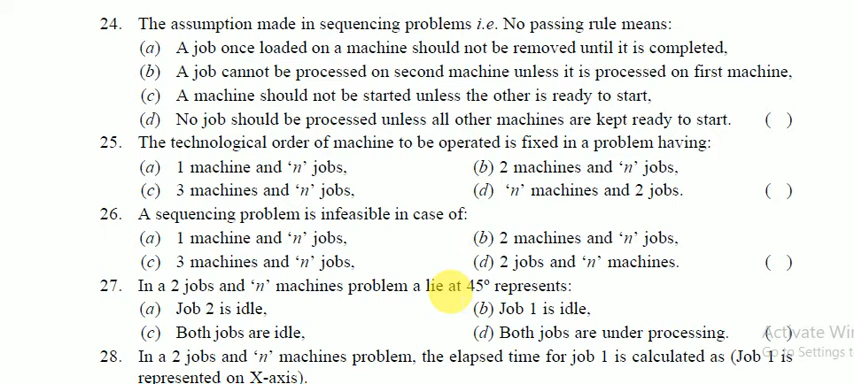 24. The assumption made in sequencing problems i.e. No passing rule means:
(a) A job once loaded on a machine should not be removed until it is completed,
(b) A job cannot be processed on second machine unless it is processed on first machine,
(c) A machine should not be started unless the other is ready to start,
(d) No job should be processed unless all other machines are kept ready to start. ( )
25. The technological order of machine to be operated is fixed in a problem having:
(a) 1 machine and ‘n’ jobs, (b) 2 machines and ‘n’ jobs,
(c) 3 machines and ‘n’ jobs, (d) ‘n’ machines and 2 jobs. ( )
26. A sequencing problem is infeasible in case of:
(a) 1 machine and ‘n’ jobs, (b) 2 machines and ‘n’ jobs,
(c) 3 machines and ‘n’ jobs, (d) 2 jobs and ‘n’ machines. ( )
27. In a 2 jobs and ‘n’ machines problem a lie at 45° represents:
(a) Job 2 is idle, (b) Job 1 is idle,
(c) Both jobs are idle, (d) Both jobs are under processing. ( )
Activate Wi
28. In a 2 jobs and ‘n’ machines problem, the elapsed time for job 1 is calculated as (Job 1 is
Go to Settings t
represented on X-axis).